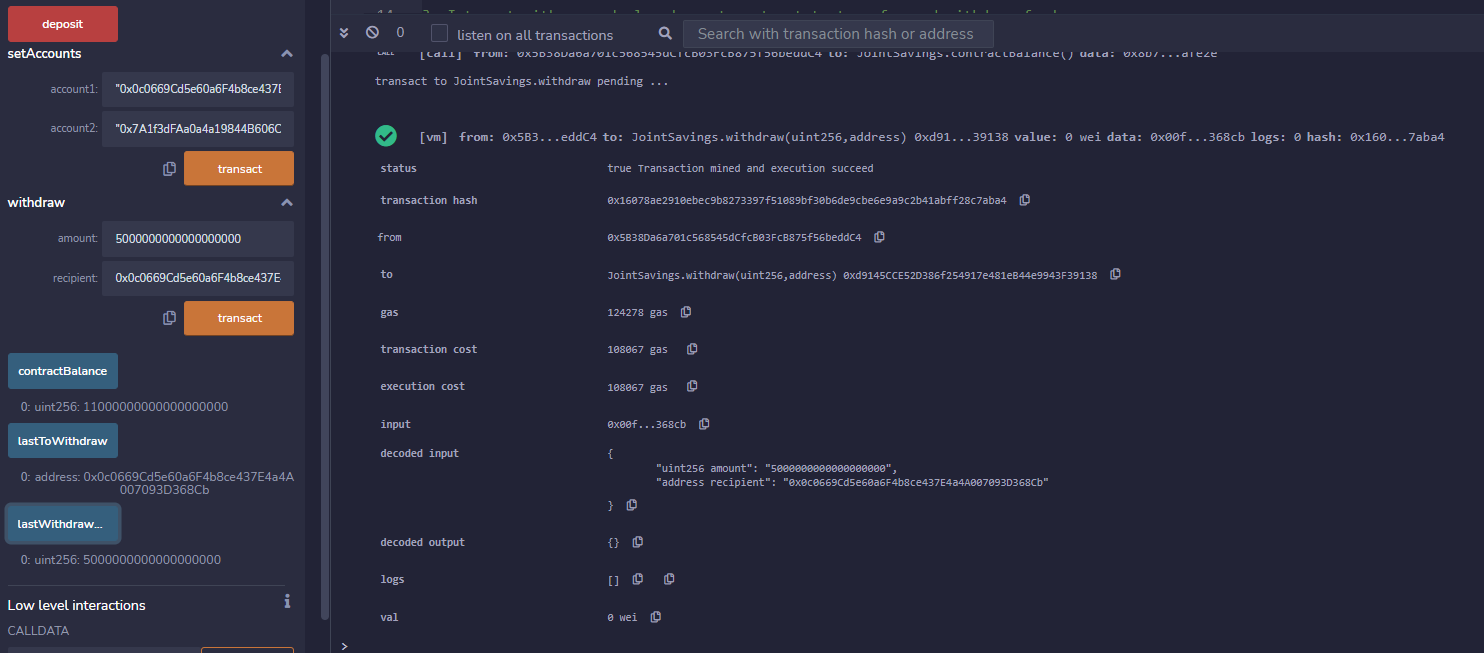 deposit
setAccounts
account1: "0x0c0669Cd5e60a6F4b8ce437E
account2: "0x7A1f3dFAa0a4a19844B606C
transact
withdraw
amount: 5000000000000000000
recipient: 0x0c0669Cd5e60a6F4b8ce437E
transact
contractBalance
0: uint256: 11000000000000000000
lastToWithdraw
0: address: 0x0c0669Cd5e60a6F4b8ce437E4a4A
007093D368Cb
lastWithdraw...
0: uint256: 5000000000000000000
Low level interactions
CALLDATA
0 listen on all transactions Search with transaction hash or address
CALL [call] from: 0x5B38Da6a701c568545dCfcB03FcB875f56beddC4 to: JointSavings.contractBalance() data: 0x8b7...afe2e
transact to JointSavings.withdraw pending ...
[vm] from: 0x5B3...eddC4 to: JointSavings.withdraw(uint256,address) 0xd91...39138 value: 0 wei data: 0x00f...368cb logs: 0 hash: 0x160...7aba4
status true Transaction mined and execution succeed
transaction hash 0x16078ae2910ebec9b8273397f51089bf30b6de9cbe6e9a9c2b41abff28c7aba4
from 0x5B38Da6a701c568545dCfcB03FcB875f56beddC4
to JointSavings.withdraw(uint256,address) 0xd9145CCE52D386f254917e481eB44e9943F39138
gas 124278 gas
transaction cost 108067 gas
execution cost 108067 gas
input 0x00f...368cb
decoded input {
"uint256 amount": "5000000000000000000",
"address recipient": "0x0c0669Cd5e60a6F4b8ce437E4a4A007093D368Cb"
}
decoded output {}
logs []
val 0 wei
>